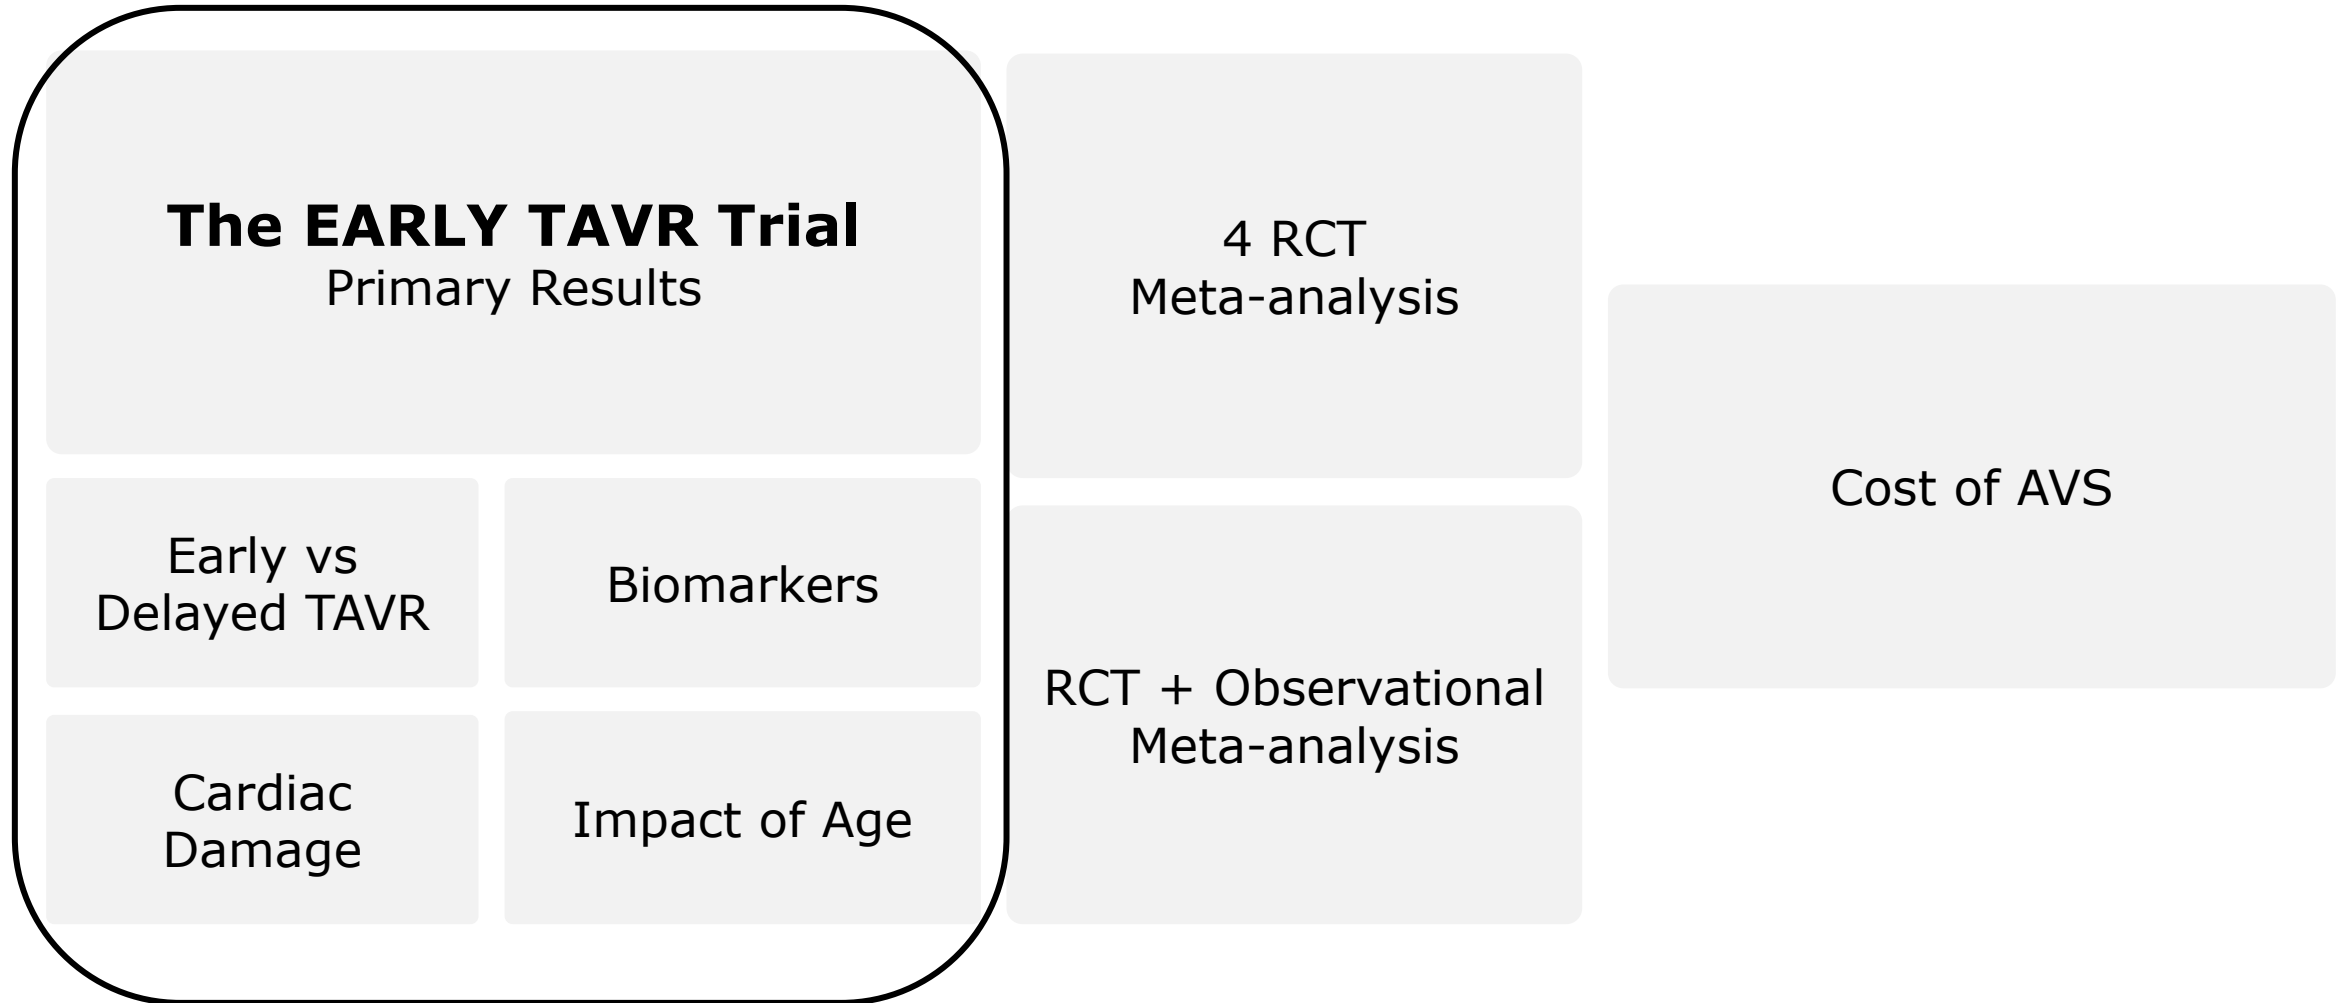 The EARLY TAVR Trial
Primary Results
Early vs
Delayed TAVR
Biomarkers
Cardiac
Damage
Impact of Age
4 RCT
Meta-analysis
RCT + Observational
Meta-analysis
Cost of AVS